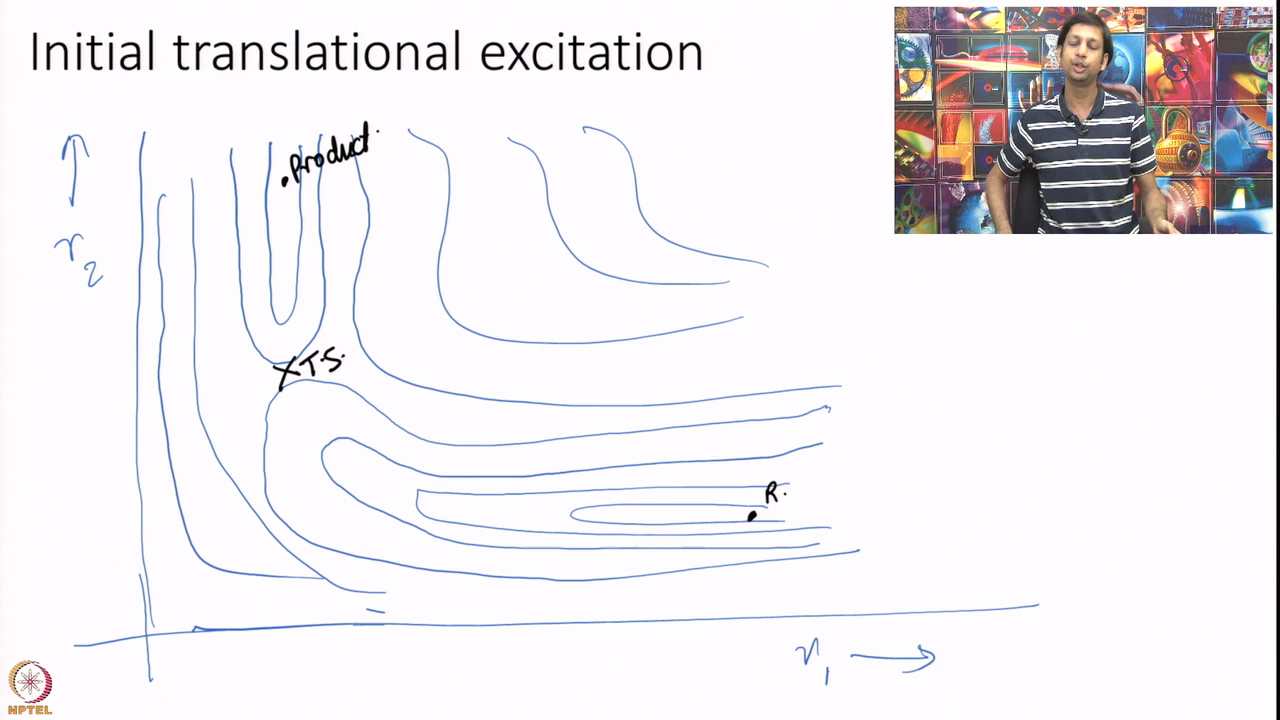 Initial translational excitation
Product.
r2
T.S.
R.
r1
NPTEL